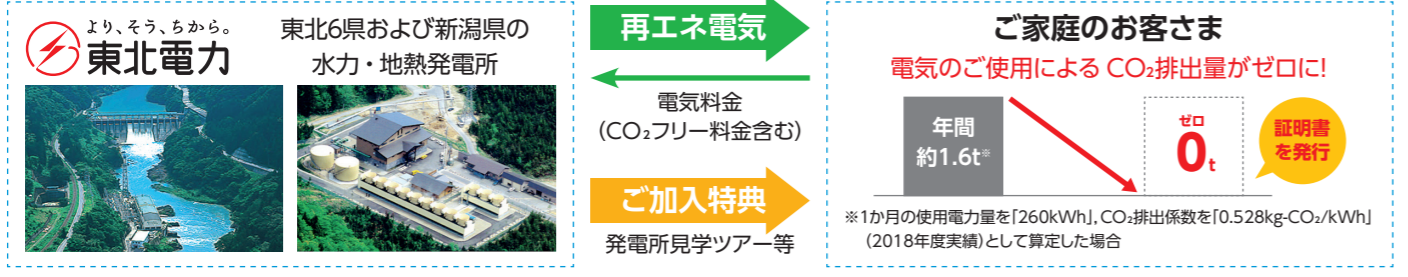 より、そう、ちから。
東北電力
東北6県および新潟県の
水力・地熱発電所
再エネ電気
電気料金
(CO₂フリー料金含む)
ご加入特典
発電所見学ツアー等
ご家庭のお客さま
電気のご使用による CO₂排出量がゼロに!
年間
約1.6t※
ゼロ
0t
証明書
を発行
※1か月の使用電力量を「260kWh」, CO₂排出係数を「0.528kg-CO₂/kWh」
(2018年度実績)として算定した場合